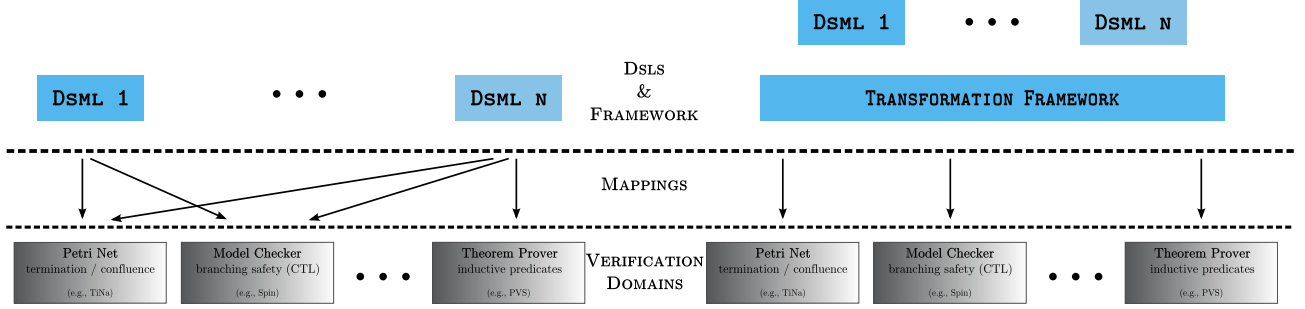 DSML 1
• • •
DSML N
DSML 1
• • •
DSML N
DSLS
&
FRAMEWORK
TRANSFORMATION FRAMEWORK
MAPPINGS
Petri Net
termination / confluence
(e.g., TiNa)
Model Checker
branching safety (CTL)
(e.g., Spin)
• • •
Theorem Prover
inductive predicates
(e.g., PVS)
VERIFICATION
DOMAINS
Petri Net
termination / confluence
(e.g., TiNa)
Model Checker
branching safety (CTL)
(e.g., Spin)
• • •
Theorem Prover
inductive predicates
(e.g., PVS)